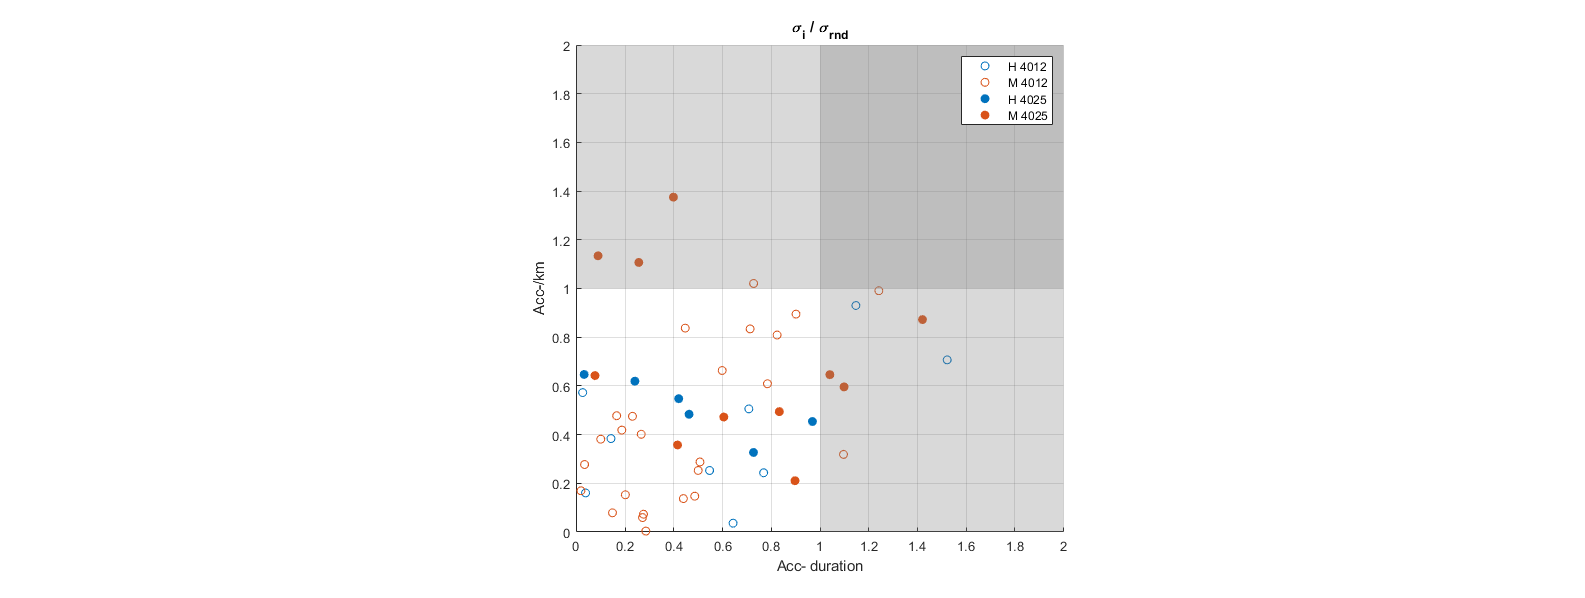 σi / σrnd
2
1.8
1.6
1.4
1.2
1
0.8
0.6
0.4
0.2
0
Acc-/km
H 4012
M 4012
H 4025
M 4025
0 0.2 0.4 0.6 0.8 1 1.2 1.4 1.6 1.8 2
Acc- duration